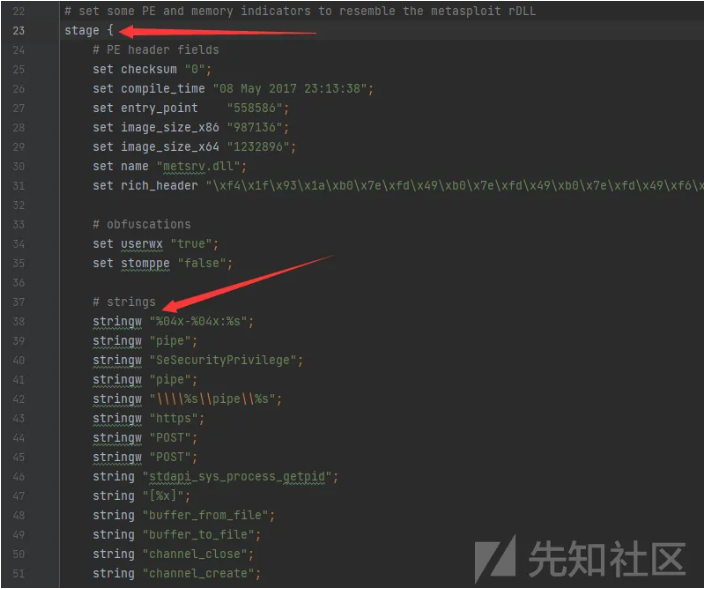 22 # set some PE and memory indicators to resemble the metasploit rDLL
23 stage {
24 # PE header fields
25 set checksum "0";
26 set compile_time "08 May 2017 23:13:38";
27 set entry_point "558586";
28 set image_size_x86 "987136";
29 set image_size_x64 "1232896";
30 set name "metsrv.dll";
31 set rich_header "\xf4\x1f\x93\x1a\xb0\x7e\xfd\x49\xb0\x7e\xfd\x49\xb0\x7e\xfd\x49\xf6\x
32
33 # obfuscations
34 set userwx "true";
35 set stomppe "false";
36
37 # strings
38 stringw "%04x-%04x:%s";
39 stringw "pipe";
40 stringw "SeSecurityPrivilege";
41 stringw "pipe";
42 stringw "\\\\%s\\pipe\\%s";
43 stringw "https";
44 stringw "POST";
45 stringw "POST";
46 string "stdapi_sys_process_getpid";
47 string "[%x]";
48 string "buffer_from_file";
49 string "buffer_to_file";
50 string "channel_close";
51 string "channel_create";
先知社区